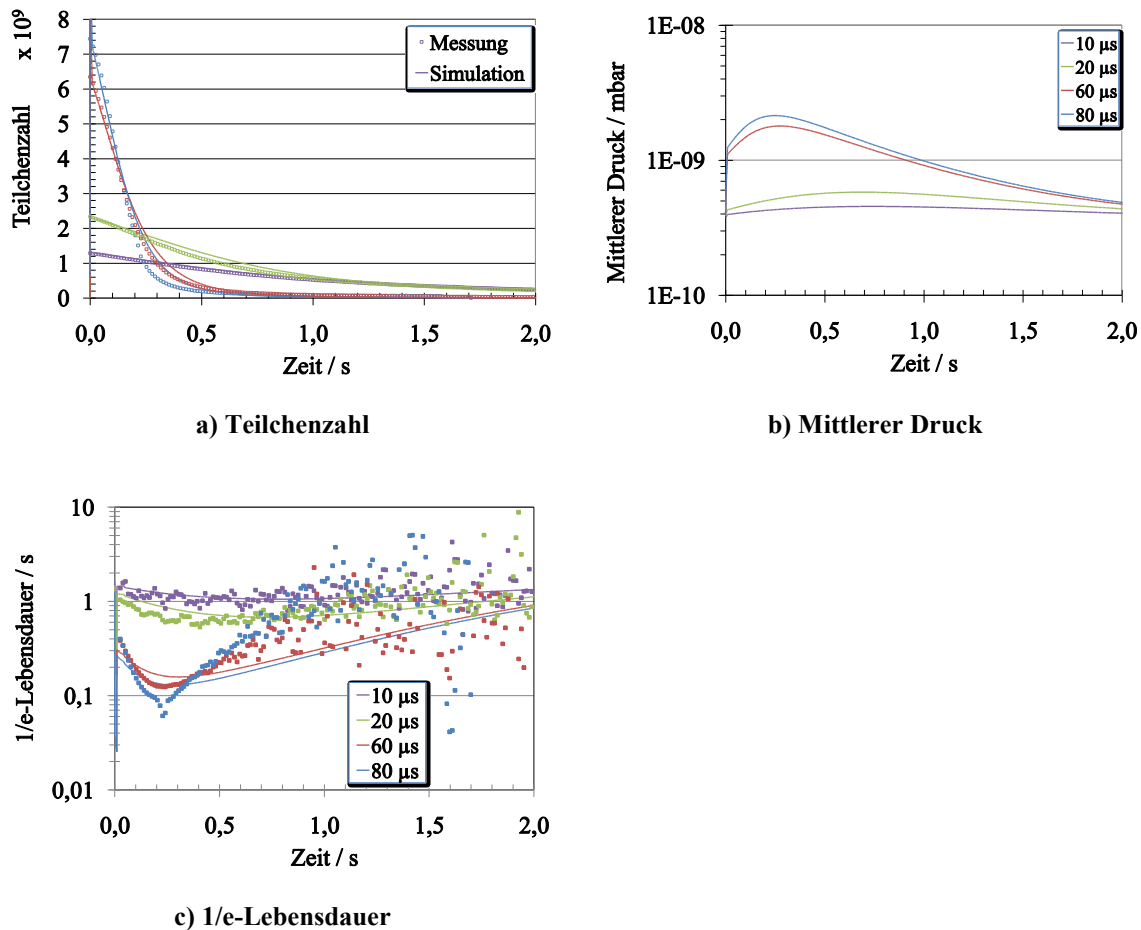 x 10⁹
Teilchenzahl
8
7
6
5
4
3
2
1
0
0,0 0,5 1,0 1,5 2,0
Zeit / s
Messung
Simulation
a) Teilchenzahl
Mittlerer Druck / mbar
1E-08
1E-09
1E-10
0,0 0,5 1,0 1,5 2,0
Zeit / s
10 µs
20 µs
60 µs
80 µs
b) Mittlerer Druck
1/e-Lebensdauer / s
10
1
0,1
0,01
0,0 0,5 1,0 1,5 2,0
Zeit / s
10 µs
20 µs
60 µs
80 µs
c) 1/e-Lebensdauer